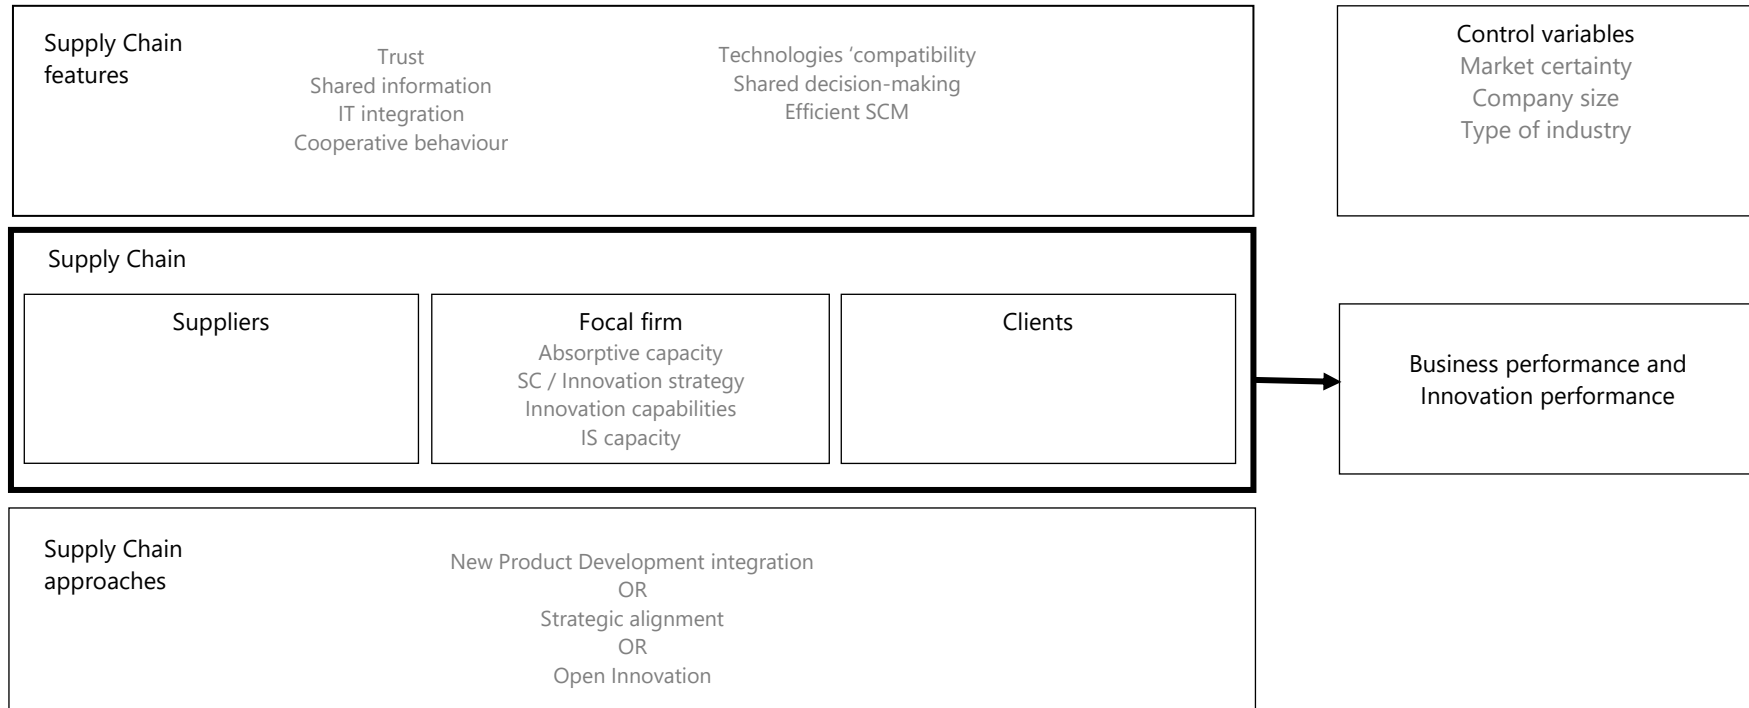 Supply Chain
features
Trust
Shared information
IT integration
Cooperative behaviour
Technologies ‘compatibility
Shared decision-making
Efficient SCM
Control variables
Market certainty
Company size
Type of industry
Supply Chain
Suppliers
Focal firm
Absorptive capacity
SC / Innovation strategy
Innovation capabilities
IS capacity
Clients
Business performance and
Innovation performance
Supply Chain
approaches
New Product Development integration
OR
Strategic alignment
OR
Open Innovation